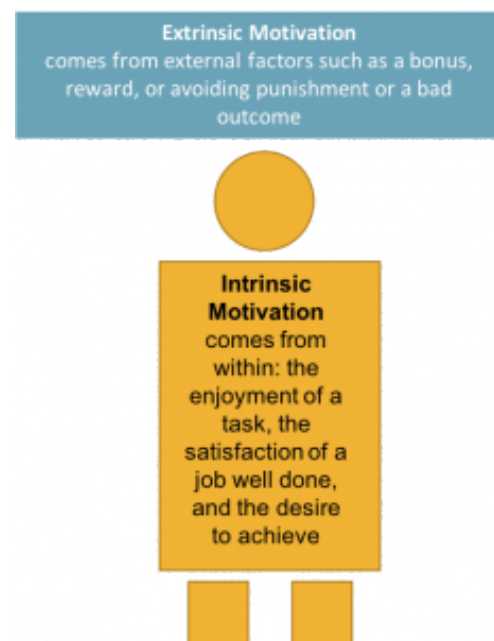 Extrinsic Motivation
comes from external factors such as a bonus,
reward, or avoiding punishment or a bad
outcome
Intrinsic
Motivation
comes from
within: the
enjoyment of a
task, the
satisfaction of a
job well done,
and the desire
to achieve